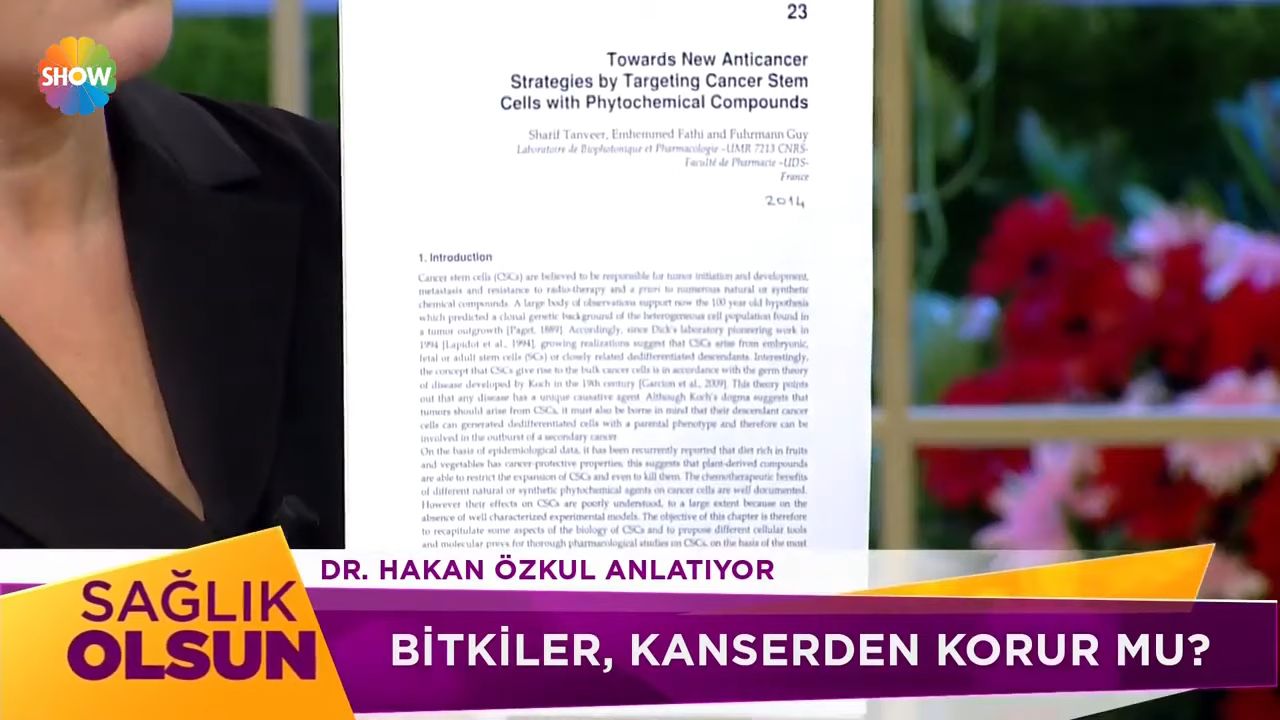 SHOW
23
Towards New Anticancer
Strategies by Targeting Cancer Stem
Cells with Phytochemical Compounds
Sharif Tanveer, Emhemmed Fathi and Fuhrmann Guy
Laboratoire de Biophotonique et Pharmacologie -UMR 7213 CNRS-
Faculté de Pharmacie -UDS-
France
2014
1. Introduction
Cancer stem cells (CSCs) are believed to be responsible for tumor initiation and development,
metastasis and resistance to radio-therapy and a priori to numerous natural or synthetic
chemical compounds. A large body of observations support now the 100 year old hypothesis
which predicted a clonal genetic background of the heterogeneous cell population found in
a tumor outgrowth [Paget, 1889]. Accordingly, since Dick's laboratory pioneering work in
1994 [Lapidot et al., 1994], growing realizations suggest that CSCs arise from embryonic,
fetal or adult stem cells (SCs) or closely related dedifferentiated descendants. Interestingly,
the concept that CSCs give rise to the bulk cancer cells is in accordance with the germ theory
of disease developed by Koch in the 19th century [Garcion et al., 2009]. This theory points
out that any disease has a unique causative agent. Although Koch's dogma suggests that
tumors should arise from CSCs, it must also be borne in mind that their descendant cancer
cells can generated dedifferentiated cells with a parental phenotype and therefore can be
involved in the outburst of a secondary cancer
On the basis of epidemiological data, it has been recurrently reported that diet rich in fruits
and vegetables has cancer-protective properties, this suggests that plant-derived compounds
are able to restrict the expansion of CSCs and even to kill them. The chemotherapeutic benefits
of different natural or synthetic phytochemical agents on cancer cells are well documented.
However their effects on CSCs are poorly understood, to a large extent because on the
absence of well characterized experimental models. The objective of this chapter is therefore
to recapitulate some aspects of the biology of CSCs and to propose different cellular tools
and molecular preys for thorough pharmacological studies on CSCs, on the basis of the most
DR. HAKAN ÖZKUL ANLATIYOR
SAĞLIK
OLSUN
BİTKİLER, KANSERDEN KORUR MU?